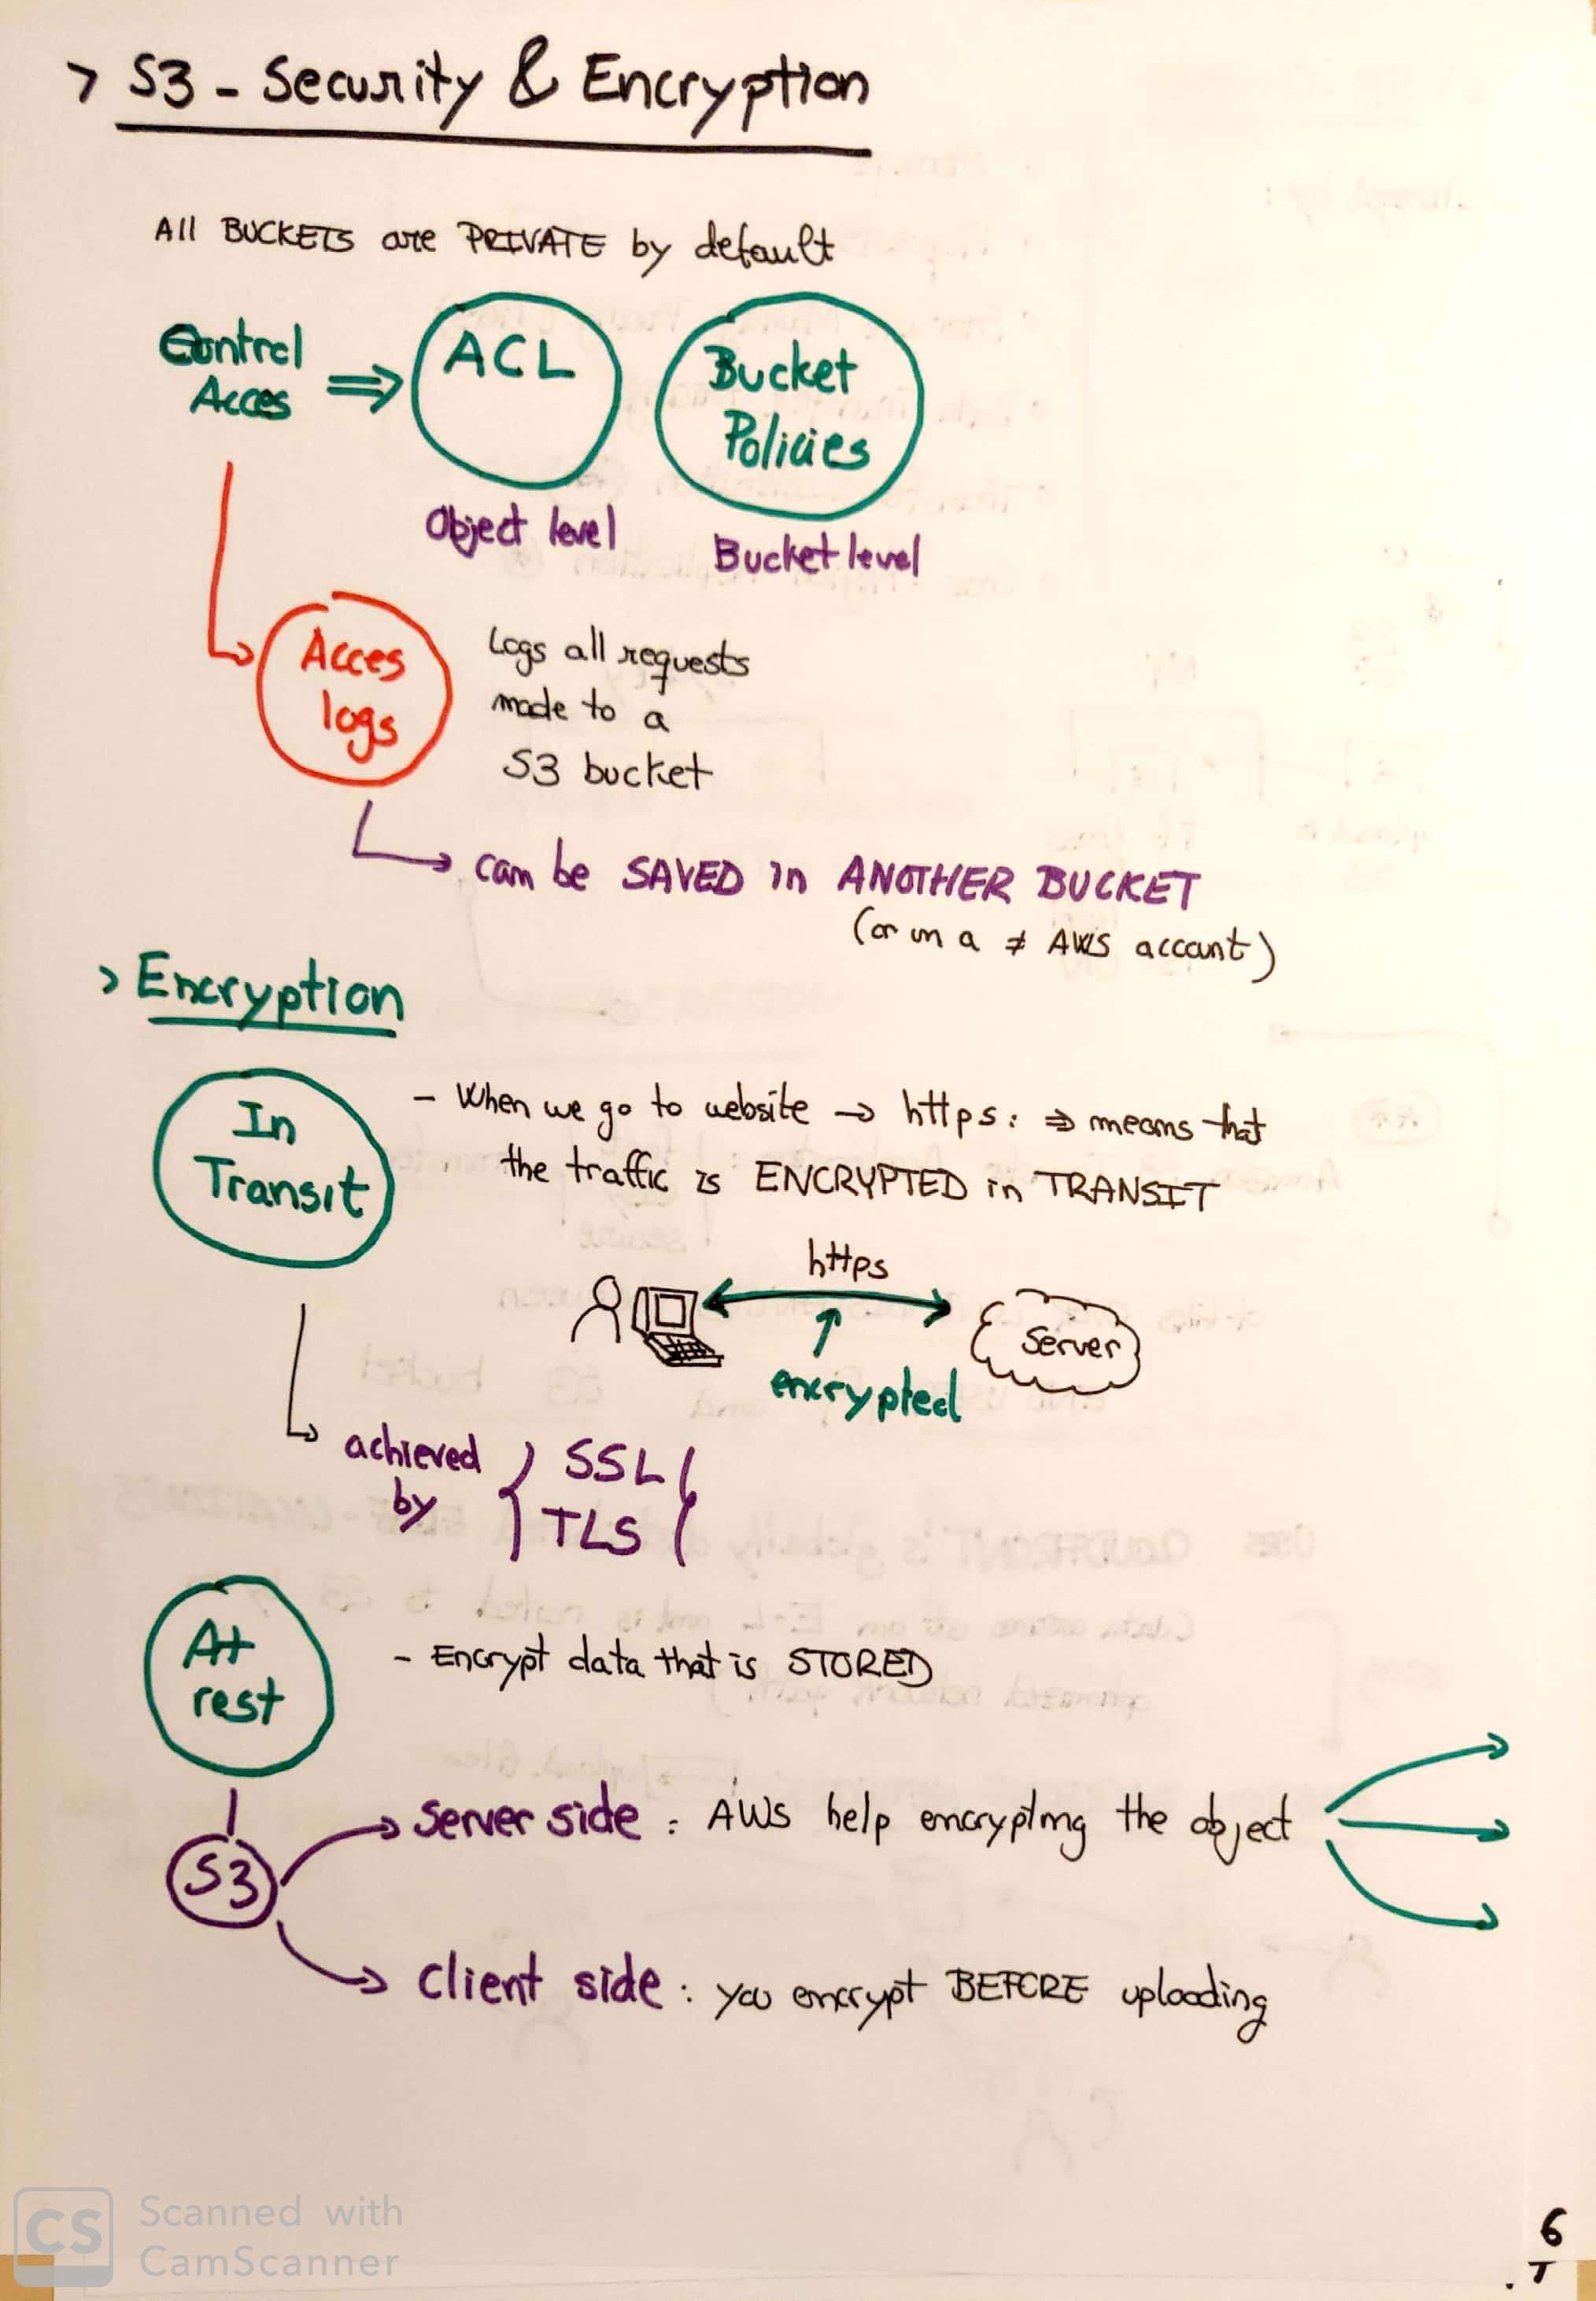 > S3 - Security & Encryption
All BUCKETS are PRIVATE by default
Control
Acces
⇒
ACL
Bucket
Policies
Object level
Bucket level
Acces
logs
Logs all requests
made to a
S3 bucket
can be SAVED in ANOTHER BUCKET
(or in a ≠ AWS account)
> Encryption
In
Transit
- When we go to website → https: ⇒ means that
the traffic is ENCRYPTED in TRANSIT
https
Server
encrypted
achieved
by
SSL
TLS
At
rest
- Encrypt data that is STORED
S3
Server side : AWS help encrypting the object
Client side : you encrypt BEFORE uploading
CS
Scanned with
CamScanner
6